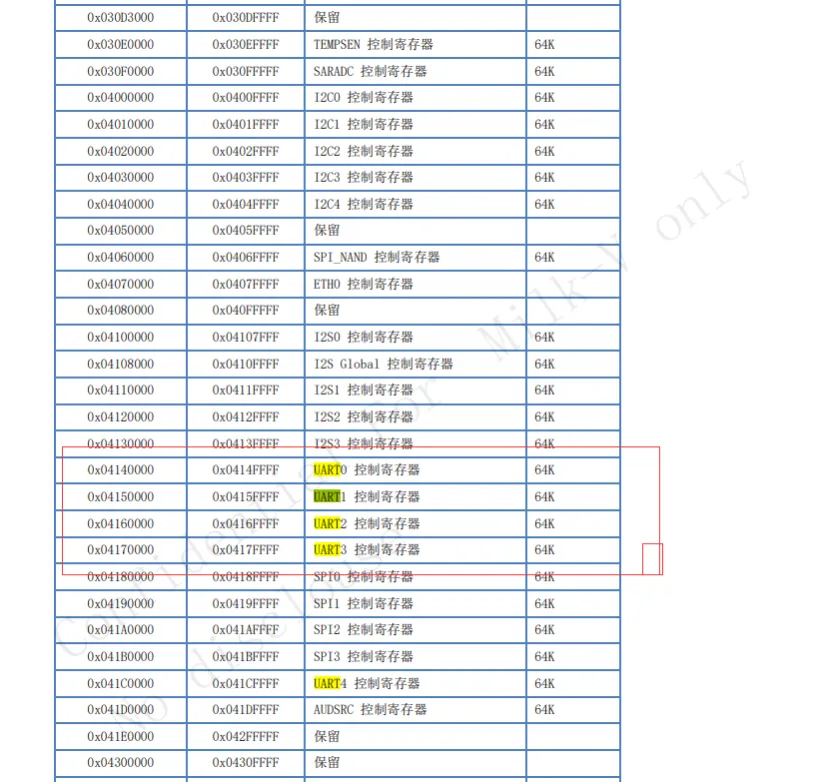 0x030D3000 0x030DFFFF 保留
0x030E0000 0x030EFFFF TEMPSEN 控制寄存器 64K
0x030F0000 0x030FFFFF SARADC 控制寄存器 64K
0x04000000 0x0400FFFF I2C0 控制寄存器 64K
0x04010000 0x0401FFFF I2C1 控制寄存器 64K
0x04020000 0x0402FFFF I2C2 控制寄存器 64K
0x04030000 0x0403FFFF I2C3 控制寄存器 64K
0x04040000 0x0404FFFF I2C4 控制寄存器 64K
0x04050000 0x0405FFFF 保留
0x04060000 0x0406FFFF SPI_NAND 控制寄存器 64K
0x04070000 0x0407FFFF ETH0 控制寄存器
0x04080000 0x040FFFFF 保留
0x04100000 0x04107FFF I2S0 控制寄存器 64K
0x04108000 0x0410FFFF I2S Global 控制寄存器 64K
0x04110000 0x0411FFFF I2S1 控制寄存器 64K
0x04120000 0x0412FFFF I2S2 控制寄存器 64K
0x04130000 0x0413FFFF I2S3 控制寄存器 64K
0x04140000 0x0414FFFF UART0 控制寄存器 64K
0x04150000 0x0415FFFF UART1 控制寄存器 64K
0x04160000 0x0416FFFF UART2 控制寄存器 64K
0x04170000 0x0417FFFF UART3 控制寄存器 64K
0x04180000 0x0418FFFF SPI0 控制寄存器 64K
0x04190000 0x0419FFFF SPI1 控制寄存器 64K
0x041A0000 0x041AFFFF SPI2 控制寄存器 64K
0x041B0000 0x041BFFFF SPI3 控制寄存器 64K
0x041C0000 0x041CFFFF UART4 控制寄存器 64K
0x041D0000 0x041DFFFF AUDSRC 控制寄存器 64K
0x041E0000 0x042FFFFF 保留
0x04300000 0x0430FFFF 保留
Confidential For Milk-V only
No disclosure